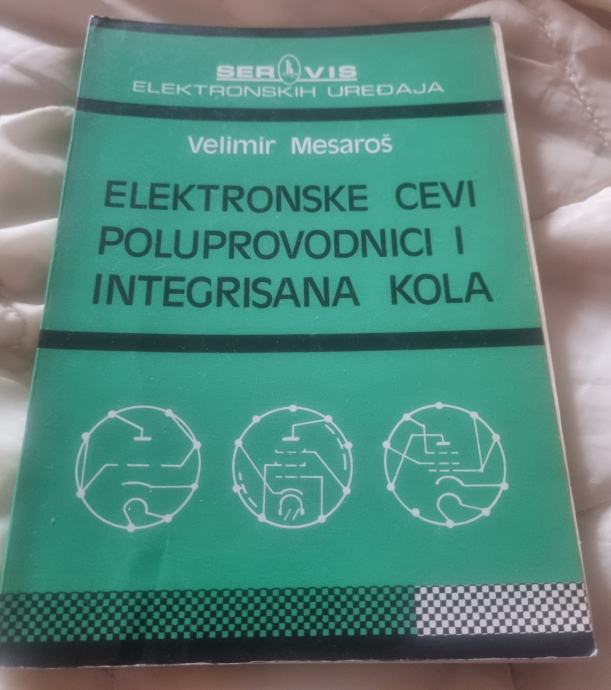 SERVIS
ELEKTRONSKIH UREĐAJA
Velimir Mesaroš
ELEKTRONSKE CEVI
POLUPROVODNICI I
INTEGRISANA KOLA